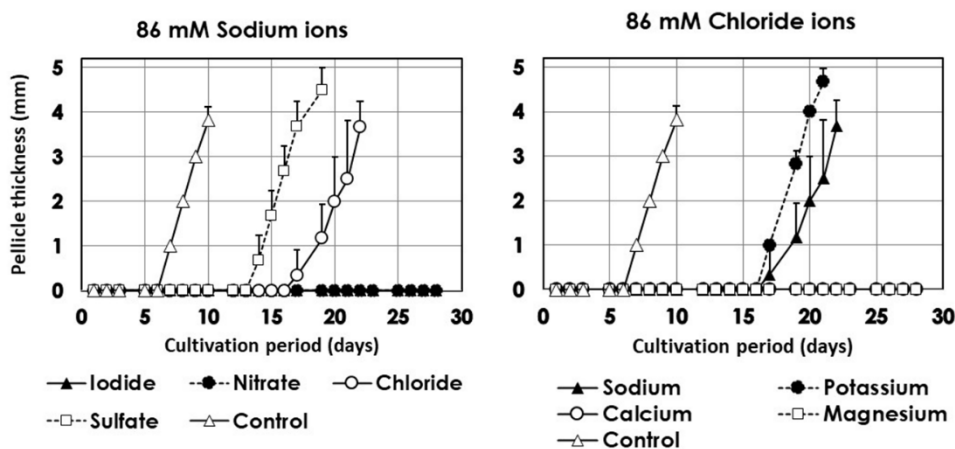 86 mM Sodium ions
Pellicle thickness (mm)
5
4
3
2
1
0
0 5 10 15 20 25 30
Cultivation period (days)
Iodide Nitrate Chloride
Sulfate Control
86 mM Chloride ions
5
4
3
2
1
0
0 5 10 15 20 25 30
Cultivation period (days)
Sodium Potassium
Calcium Magnesium
Control